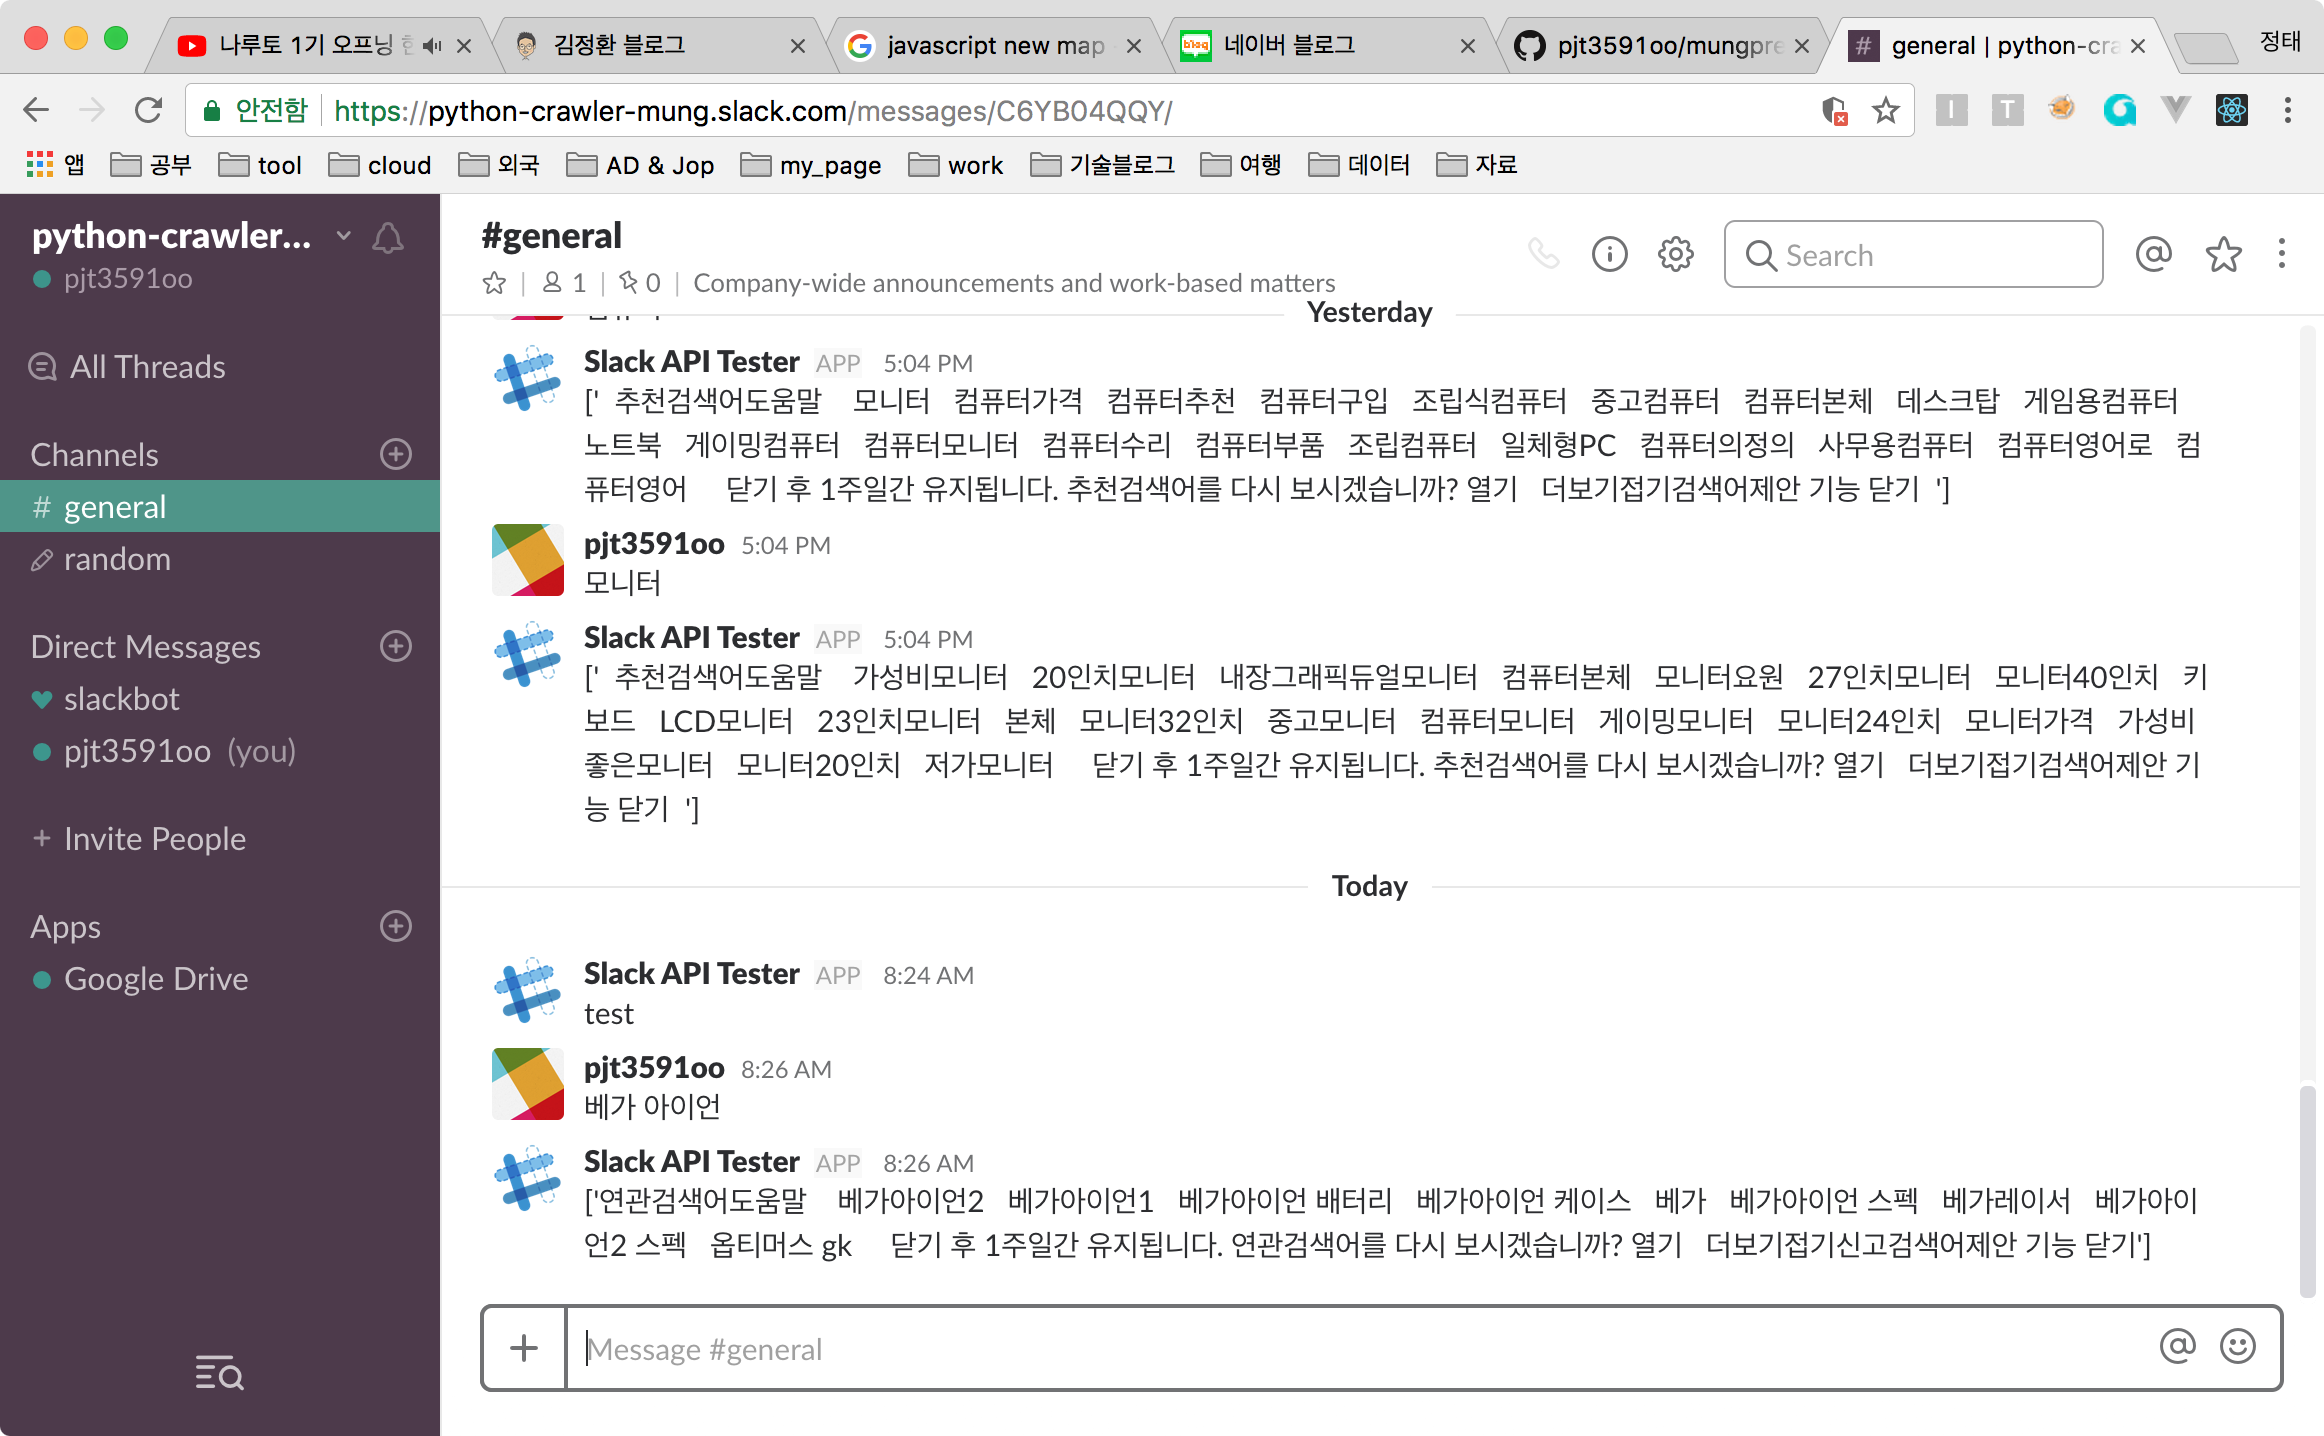 나루토 1기 오프닝
김정환 블로그
javascript new map
네이버 블로그
pjt3591oo/mungpre
general | python-cra
정태
안전함
https://python-crawler-mung.slack.com/messages/C6YB04QQY/
앱 공부 tool cloud 외국 AD & Jop my_page work 기술블로그 여행 데이터 자료
python-crawler...
pjt3591oo
All Threads
Channels
# general
random
Direct Messages
slackbot
pjt3591oo (you)
+ Invite People
Apps
Google Drive
#general
1 | 0 | Company-wide announcements and work-based matters
Search
Yesterday
Slack API Tester APP 5:04 PM
[' 추천검색어도움말 모니터 컴퓨터가격 컴퓨터추천 컴퓨터구입 조립식컴퓨터 중고컴퓨터 컴퓨터본체 데스크탑 게임용컴퓨터
노트북 게이밍컴퓨터 컴퓨터모니터 컴퓨터수리 컴퓨터부품 조립컴퓨터 일체형PC 컴퓨터의정의 사무용컴퓨터 컴퓨터영어로 컴
퓨터영어 닫기 후 1주일간 유지됩니다. 추천검색어를 다시 보시겠습니까? 열기 더보기접기검색어제안 기능 닫기 ']
pjt3591oo 5:04 PM
모니터
Slack API Tester APP 5:04 PM
[' 추천검색어도움말 가성비모니터 20인치모니터 내장그래픽듀얼모니터 컴퓨터본체 모니터요원 27인치모니터 모니터40인치 키
보드 LCD모니터 23인치모니터 본체 모니터32인치 중고모니터 컴퓨터모니터 게이밍모니터 모니터24인치 모니터가격 가성비
좋은모니터 모니터20인치 저가모니터 닫기 후 1주일간 유지됩니다. 추천검색어를 다시 보시겠습니까? 열기 더보기접기검색어제안 기
능 닫기 ']
Today
Slack API Tester APP 8:24 AM
test
pjt3591oo 8:26 AM
베가 아이언
Slack API Tester APP 8:26 AM
['연관검색어도움말 베가아이언2 베가아이언1 베가아이언 배터리 베가아이언 케이스 베가 베가아이언 스펙 베가레이서 베가아이
언2 스펙 옵티머스 gk 닫기 후 1주일간 유지됩니다. 연관검색어를 다시 보시겠습니까? 열기 더보기접기신고검색어제안 기능 닫기']
Message #general